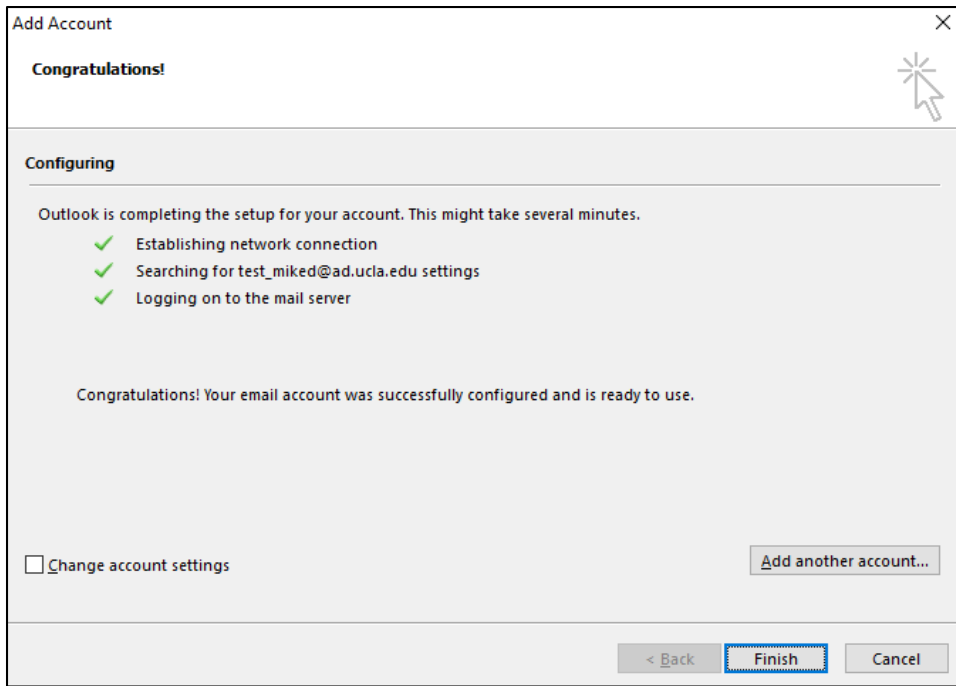 Add Account
Congratulations!
Configuring
Outlook is completing the setup for your account. This might take several minutes.
Establishing network connection
Searching for test_miked@ad.ucla.edu settings
Logging on to the mail server
Congratulations! Your email account was successfully configured and is ready to use.
Change account settings
Add another account...
< Back
Finish
Cancel